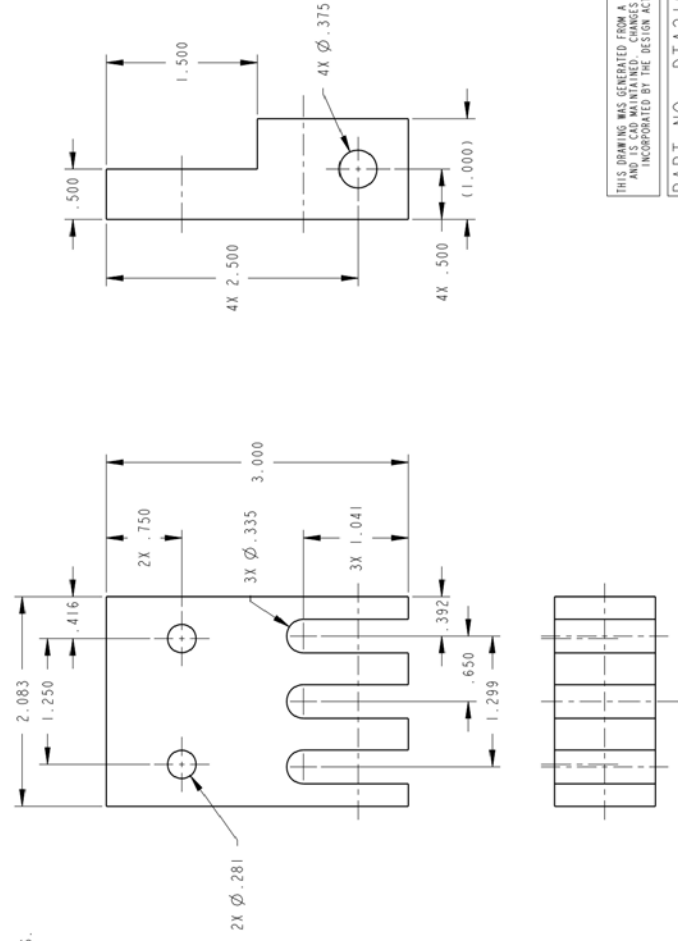 .500
1.500
4X Ø.375
4X 2.500
4X .500
(1.000)
THIS DRAWING WAS GENERATED FROM A
AND IS CAD MAINTAINED. CHANGES
INCORPORATED BY THE DESIGN
PART NO.
2.083
1.250
.416
2X .750
3.000
3X Ø.335
3X 1.041
2X Ø.281
.392
.650
1.299
S.